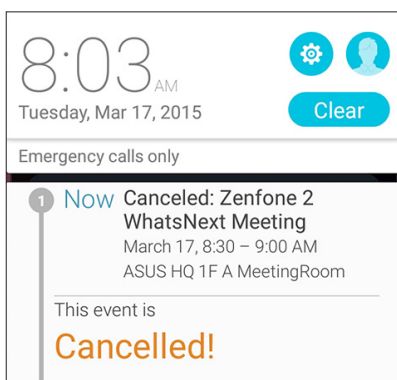 8:03 AM
Tuesday, Mar 17, 2015
Clear
Emergency calls only
1 Now Canceled: Zenfone 2
WhatsNext Meeting
March 17, 8:30 – 9:00 AM
ASUS HQ 1F A MeetingRoom
This event is
Cancelled!